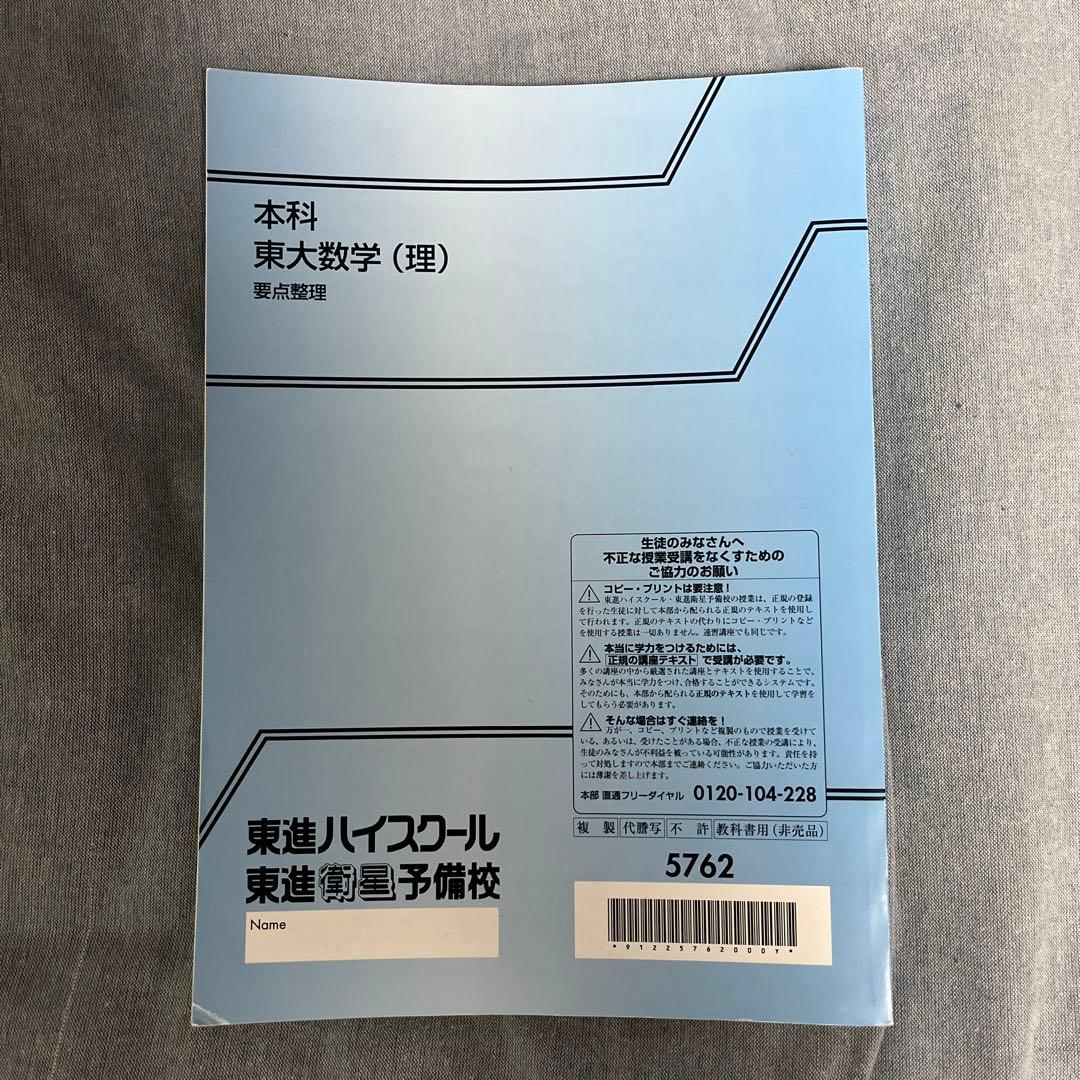 本科
東大数学（理）
要点整理
生徒のみなさんへ
不正な授業受講をなくすための
ご協力のお願い
コピー・プリントは要注意！
東進ハイスクール・東進衛星予備校の授業は、正規の登録
を行った生徒に対して本部から配られる正規のテキストを使用し
て行われます。正規のテキストの代わりにコピー・プリントなど
を使用する授業は一切ありません。速習講座でも同じです。
本当に学力をつけるためには、
正規の講座テキスト で受講が必要です。
多くの講座の中から厳選された講座とテキストを使用することで、
みなさんが本当に学力をつけ、合格することができるシステムです。
そのためにも、本部から配られる正規のテキストを使用して学習を
してもらう必要があります。
そんな場合はすぐ連絡を！
万が一、コピー、プリントなど複製のもので授業を受けて
いる、あるいは、受けたことがある場合、不正な授業の受講により、
生徒のみなさんが不利益を被っている可能性があります。責任を持
って対処しますので本部までご連絡ください。ご協力いただいた方
には薄謝を差し上げます。
本部 直通フリーダイヤル 0120-104-228
複製 代謄写 不許 教科書用（非売品）
5762
*91225762000Y*
東進ハイスクール
東進衛星予備校
Name